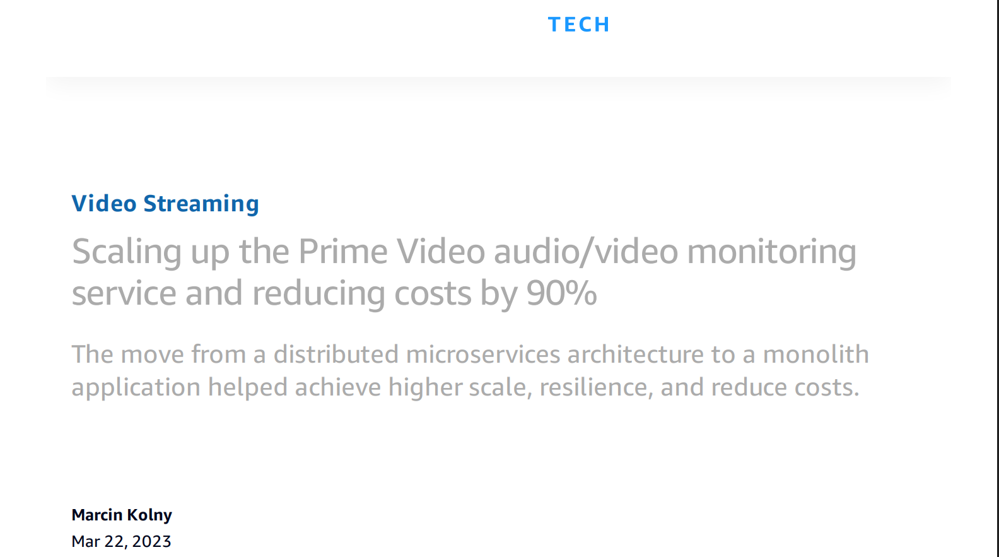 TECH
Video Streaming
Scaling up the Prime Video audio/video monitoring
service and reducing costs by 90%
The move from a distributed microservices architecture to a monolith
application helped achieve higher scale, resilience, and reduce costs.
Marcin Kolny
Mar 22, 2023